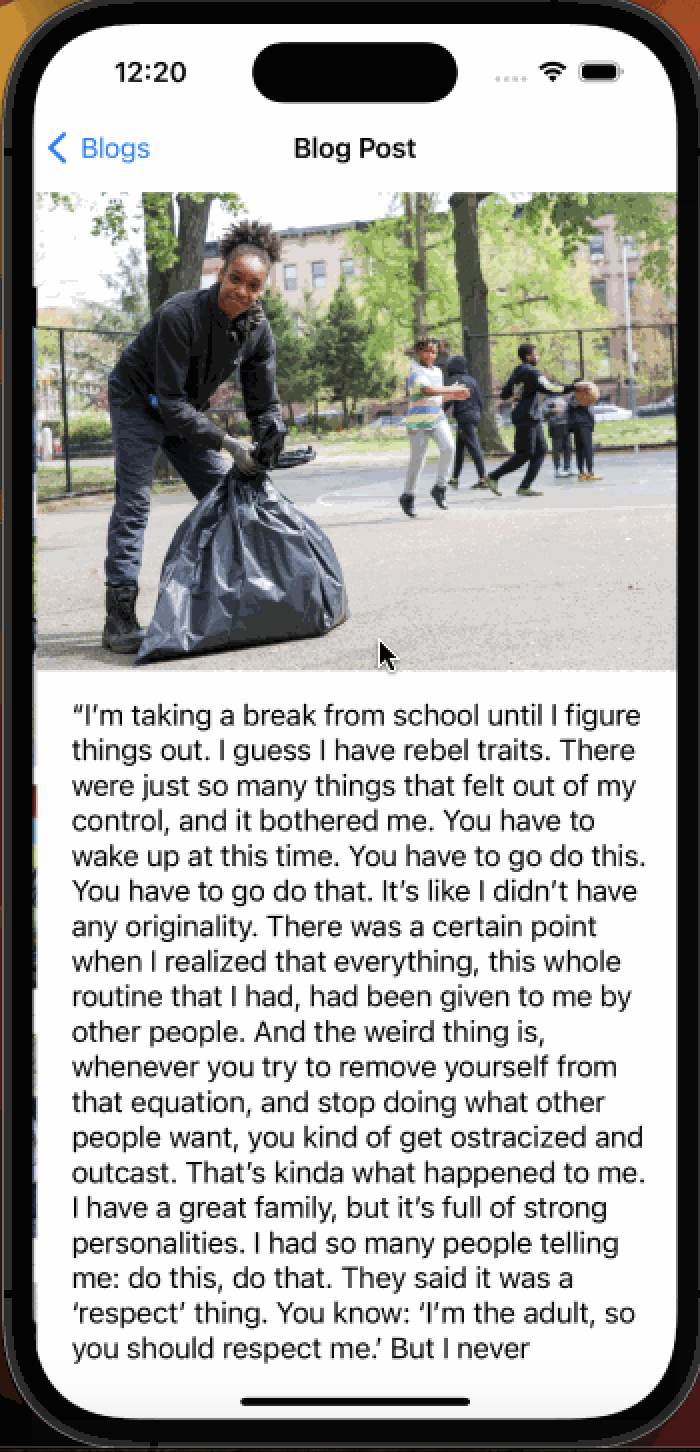 12:20
Blogs
Blog Post
“I’m taking a break from school until I figure
things out. I guess I have rebel traits. There
were just so many things that felt out of my
control, and it bothered me. You have to
wake up at this time. You have to go do this.
You have to go do that. It’s like I didn’t have
any originality. There was a certain point
when I realized that everything, this whole
routine that I had, had been given to me by
other people. And the weird thing is,
whenever you try to remove yourself from
that equation, and stop doing what other
people want, you kind of get ostracized and
outcast. That’s kinda what happened to me.
I have a great family, but it’s full of strong
personalities. I had so many people telling
me: do this, do that. They said it was a
‘respect’ thing. You know: ‘I’m the adult, so
you should respect me.’ But I never